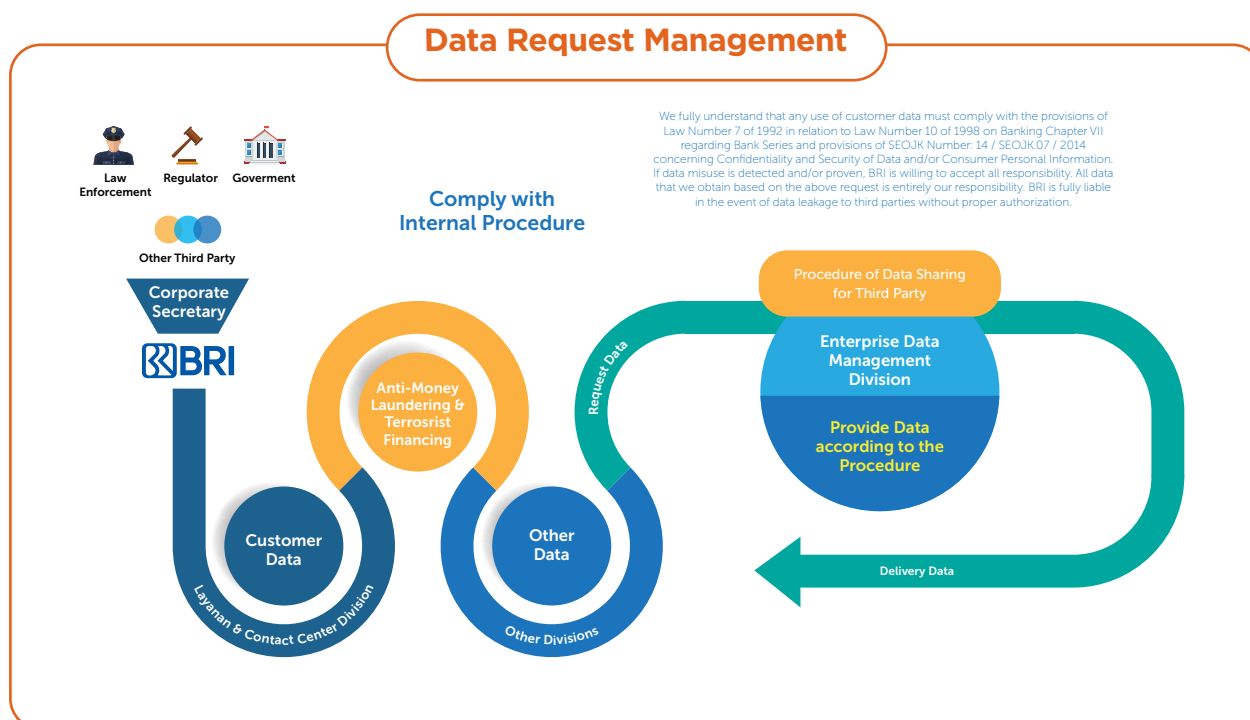 Data Request Management
We fully understand that any use of customer data must comply with the provisions of
Law Number 7 of 1992 in relation to Law Number 10 of 1998 on Banking Chapter VII
regarding Bank Series and provisions of SEOJK Number: 14 / SEOJK.07 / 2014
concerning Confidentiality and Security of Data and/or Consumer Personal Information.
If data misuse is detected and/or proven, BRI is willing to accept all responsibility. All data
that we obtain based on the above request is entirely our responsibility. BRI is fully liable
in the event of data leakage to third parties without proper authorization.
Law
Enforcement
Regulator
Goverment
Other Third Party
Corporate
Secretary
BRI
Comply with
Internal Procedure
Customer
Data
Layanan & Contact Center Division
Anti-Money
Laundering &
Terrosrist
Financing
Other
Data
Other Divisions
Request Data
Procedure of Data Sharing
for Third Party
Enterprise Data
Management
Division
Provide Data
according to the
Procedure
Delivery Data